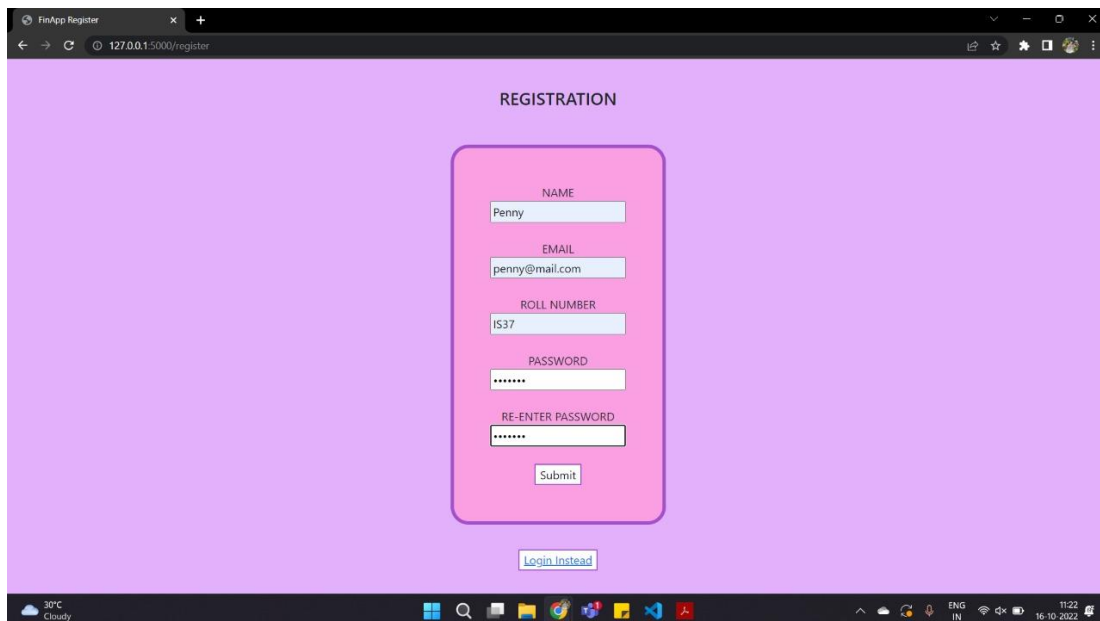 FinApp Register
127.0.0.1:5000/register
REGISTRATION
NAME
Penny
EMAIL
penny@mail.com
ROLL NUMBER
IS37
PASSWORD
•••••••
RE-ENTER PASSWORD
•••••••
Submit
Login Instead
30°C
Cloudy
ENG
IN
11:22
16-10-2022